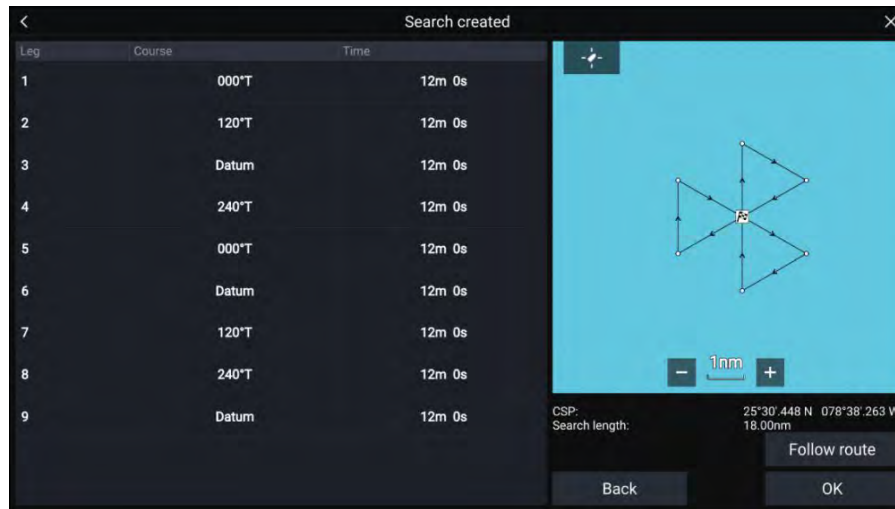 Search created
Leg Course Time
1 000°T 12m 0s
2 120°T 12m 0s
3 Datum 12m 0s
4 240°T 12m 0s
5 000°T 12m 0s
6 Datum 12m 0s
7 120°T 12m 0s
8 240°T 12m 0s
9 Datum 12m 0s
1nm
CSP: 25°30'.448 N 078°38'.263 W
Search length: 18.00nm
Follow route
Back OK